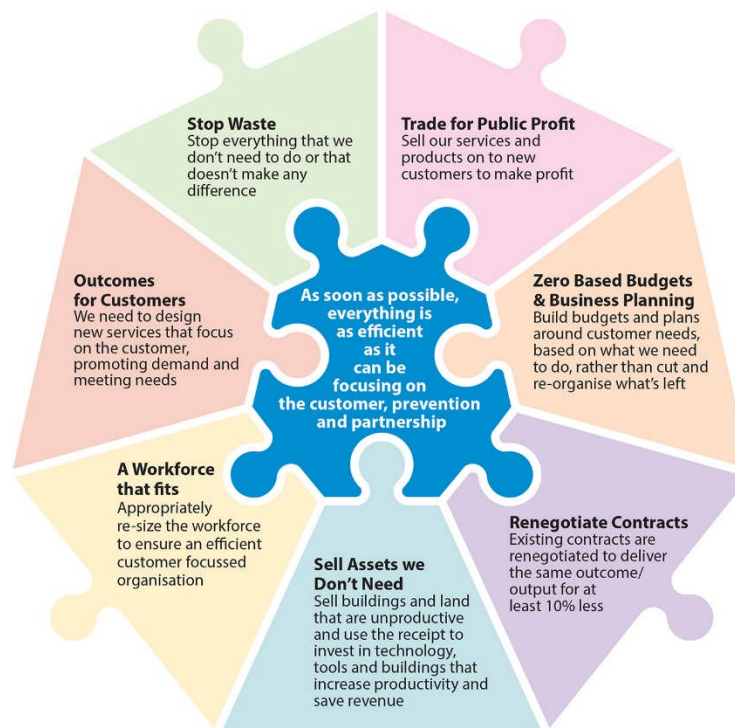 Stop Waste
Stop everything that we
don't need to do or that
doesn't make any
difference
Trade for Public Profit
Sell our services and
products on to new
customers to make profit
Outcomes
for Customers
We need to design
new services that focus
on the customer,
promoting demand and
meeting needs
As soon as possible,
everything is
as efficient
as it
can be
focusing on
the customer, prevention
and partnership
Zero Based Budgets
& Business Planning
Build budgets and plans
around customer needs,
based on what we need
to do, rather than cut and
re-organise what's left
A Workforce
that fits
Appropriately
re-size the workforce
to ensure an efficient
customer focussed
organisation
Sell Assets we
Don't Need
Sell buildings and land
that are unproductive
and use the receipt to
invest in technology,
tools and buildings that
increase productivity and
save revenue
Renegotiate Contracts
Existing contracts are
renegotiated to deliver
the same outcome/
output for at
least 10% less